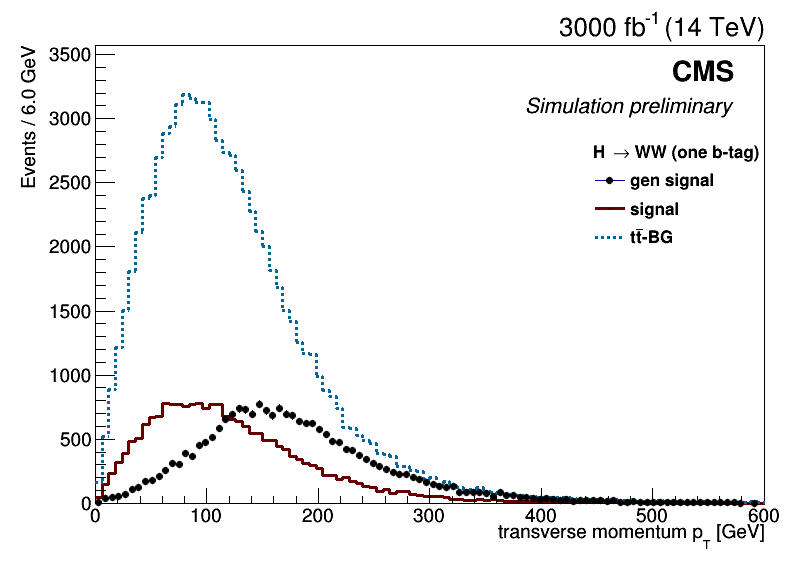 3000 fb⁻¹ (14 TeV)
CMS
Simulation preliminary
H → WW (one b-tag)
gen signal
signal
tt̄-BG
Events / 6.0 GeV
3500
3000
2500
2000
1500
1000
500
0
0 100 200 300 400 500 600
transverse momentum p_T [GeV]